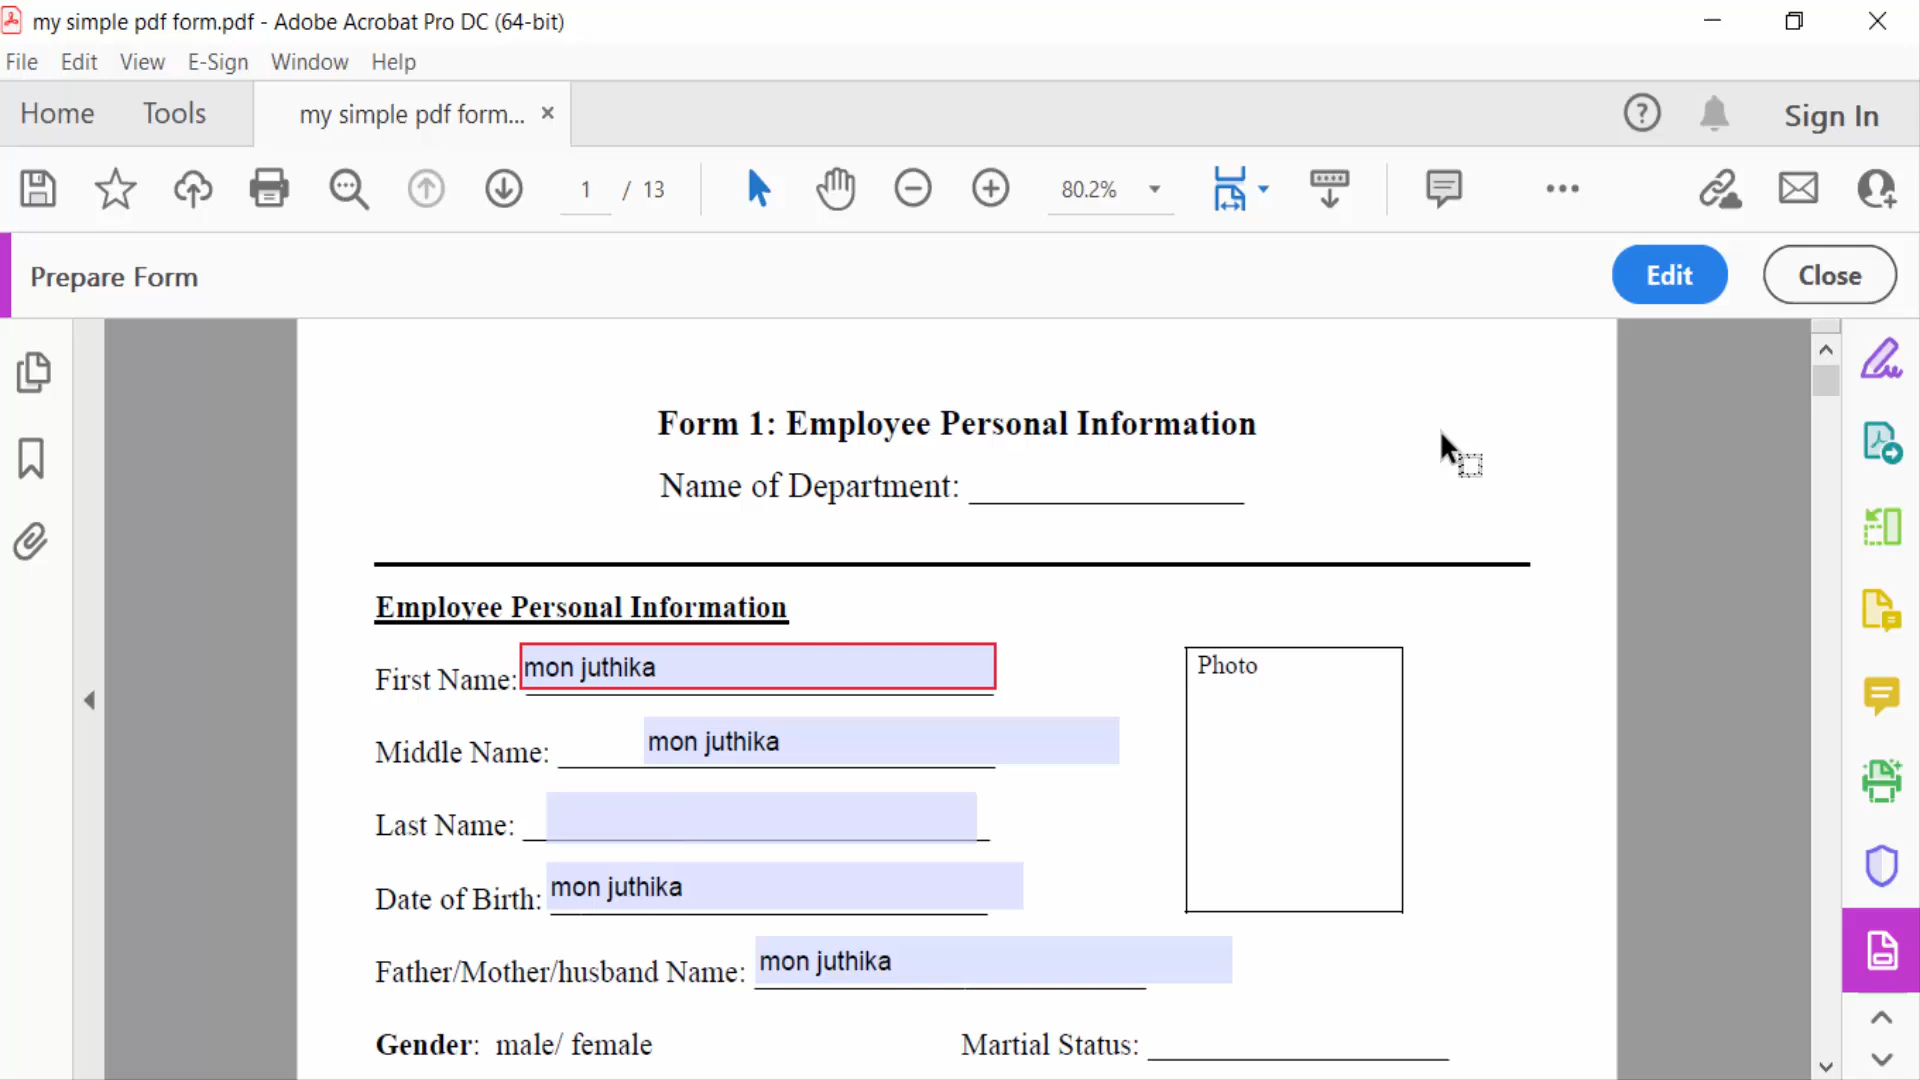 my simple pdf form.pdf - Adobe Acrobat Pro DC (64-bit)
File Edit View E-Sign Window Help
Home Tools my simple pdf form... × Sign In
1 / 13 80.2%
Prepare Form Edit Close
Form 1: Employee Personal Information
Name of Department: ____________________
Employee Personal Information
First Name: mon juthika
Photo
Middle Name: mon juthika
Last Name:
Date of Birth: mon juthika
Father/Mother/husband Name: mon juthika
Gender: male/ female Martial Status: ____________________